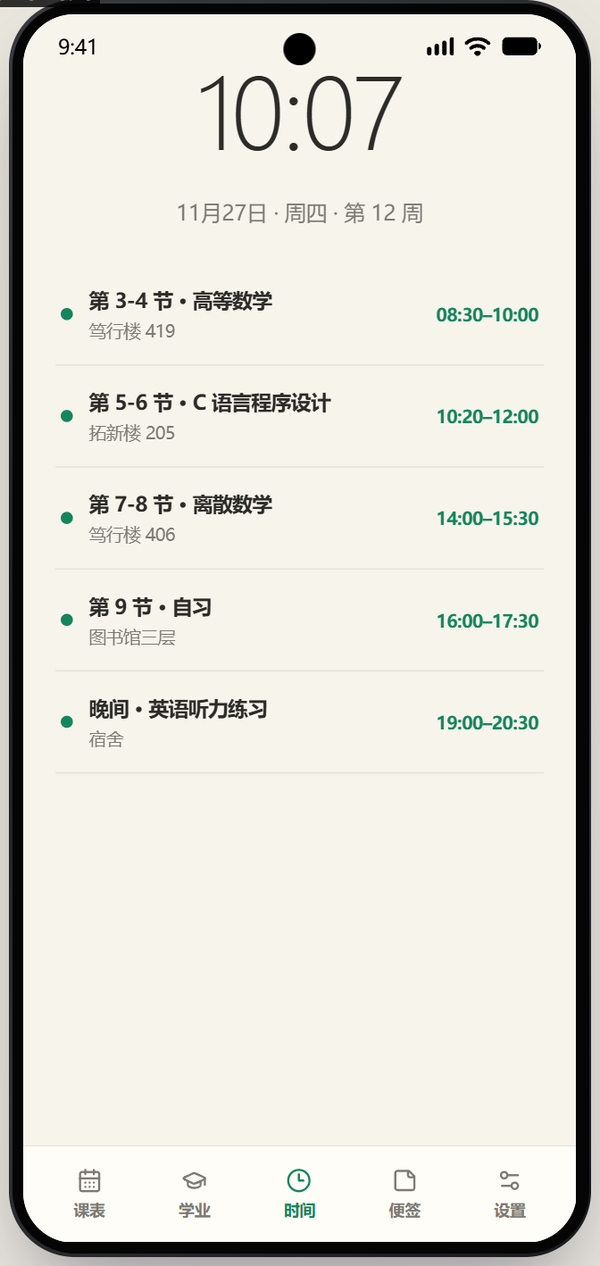 9:41
10:07
11月27日 · 周四 · 第 12 周
第 3-4 节 • 高等数学
08:30–10:00
笃行楼 419
第 5-6 节 • C 语言程序设计
10:20–12:00
拓新楼 205
第 7-8 节 • 离散数学
14:00–15:30
笃行楼 406
第 9 节 • 自习
16:00–17:30
图书馆三层
晚间 • 英语听力练习
19:00–20:30
宿舍
课表 学业 时间 便签 设置